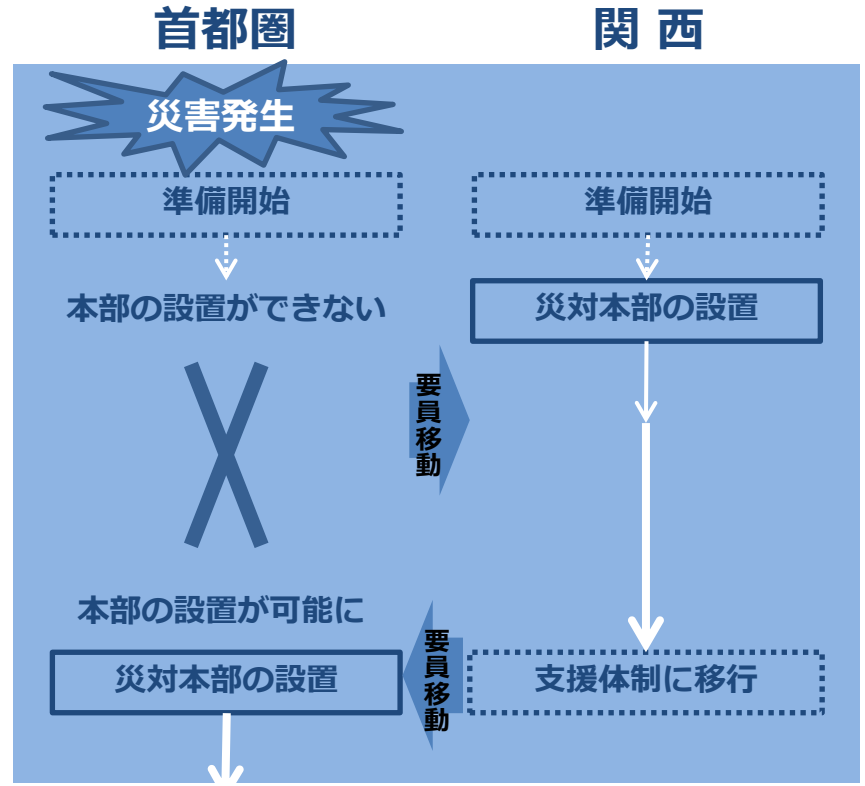 首都圏
関 西
災害発生
準備開始
準備開始
本部の設置ができない
災対本部の設置
要員移動
本部の設置が可能に
要員移動
災対本部の設置
支援体制に移行